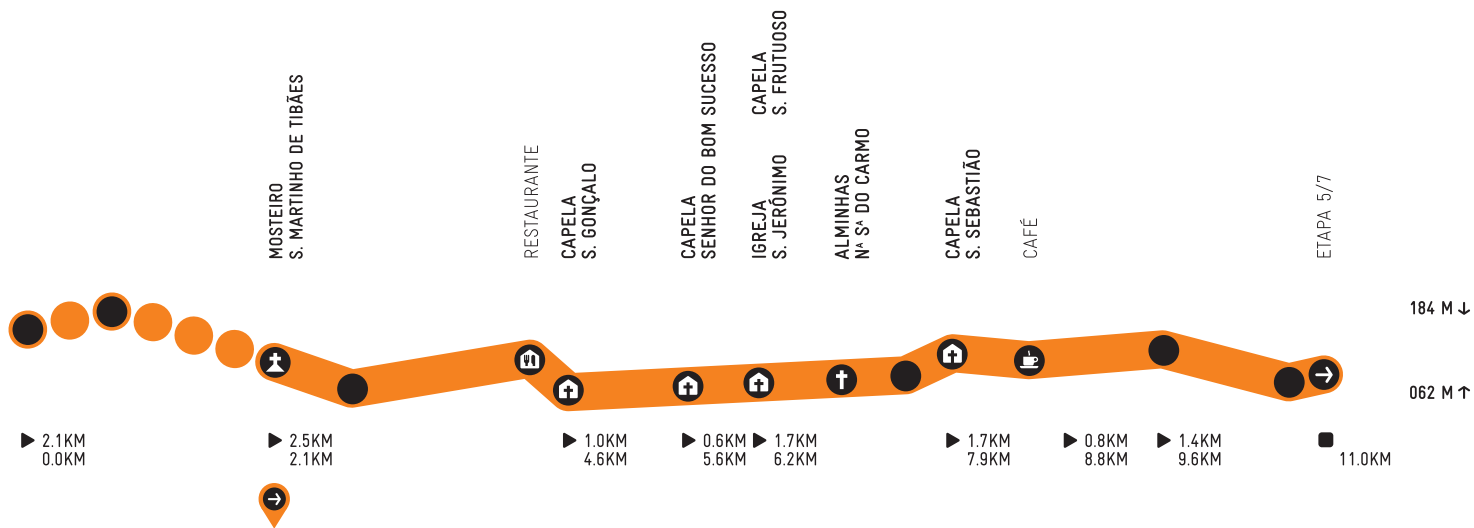 MOSTEIRO
S. MARTINHO DE TIBÃES
RESTAURANTE
CAPELA
S. GONÇALO
CAPELA
SENHOR DO BOM SUCESSO
CAPELA
S. FRUTUOSO
IGREJA
S. JERÓNIMO
ALMINHAS
Nª Sª DO CARMO
CAPELA
S. SEBASTIÃO
CAFÉ
ETAPA 5/7
184 M ↓
062 M ↑
2.1KM
0.0KM
2.5KM
2.1KM
1.0KM
4.6KM
0.6KM
5.6KM
1.7KM
6.2KM
1.7KM
7.9KM
0.8KM
8.8KM
1.4KM
9.6KM
11.0KM